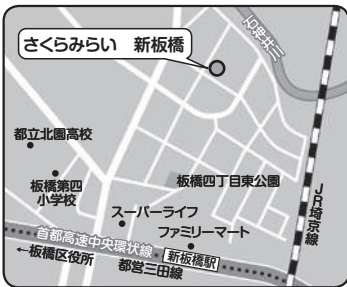 さくらみらい 新板橋
石神井川
都立北園高校
板橋第四
小学校
板橋四丁目東公園
JR埼京線
スーパーライフ
ファミリーマート
首都高速中央環状線
新板橋駅
←板橋区役所
都営三田線